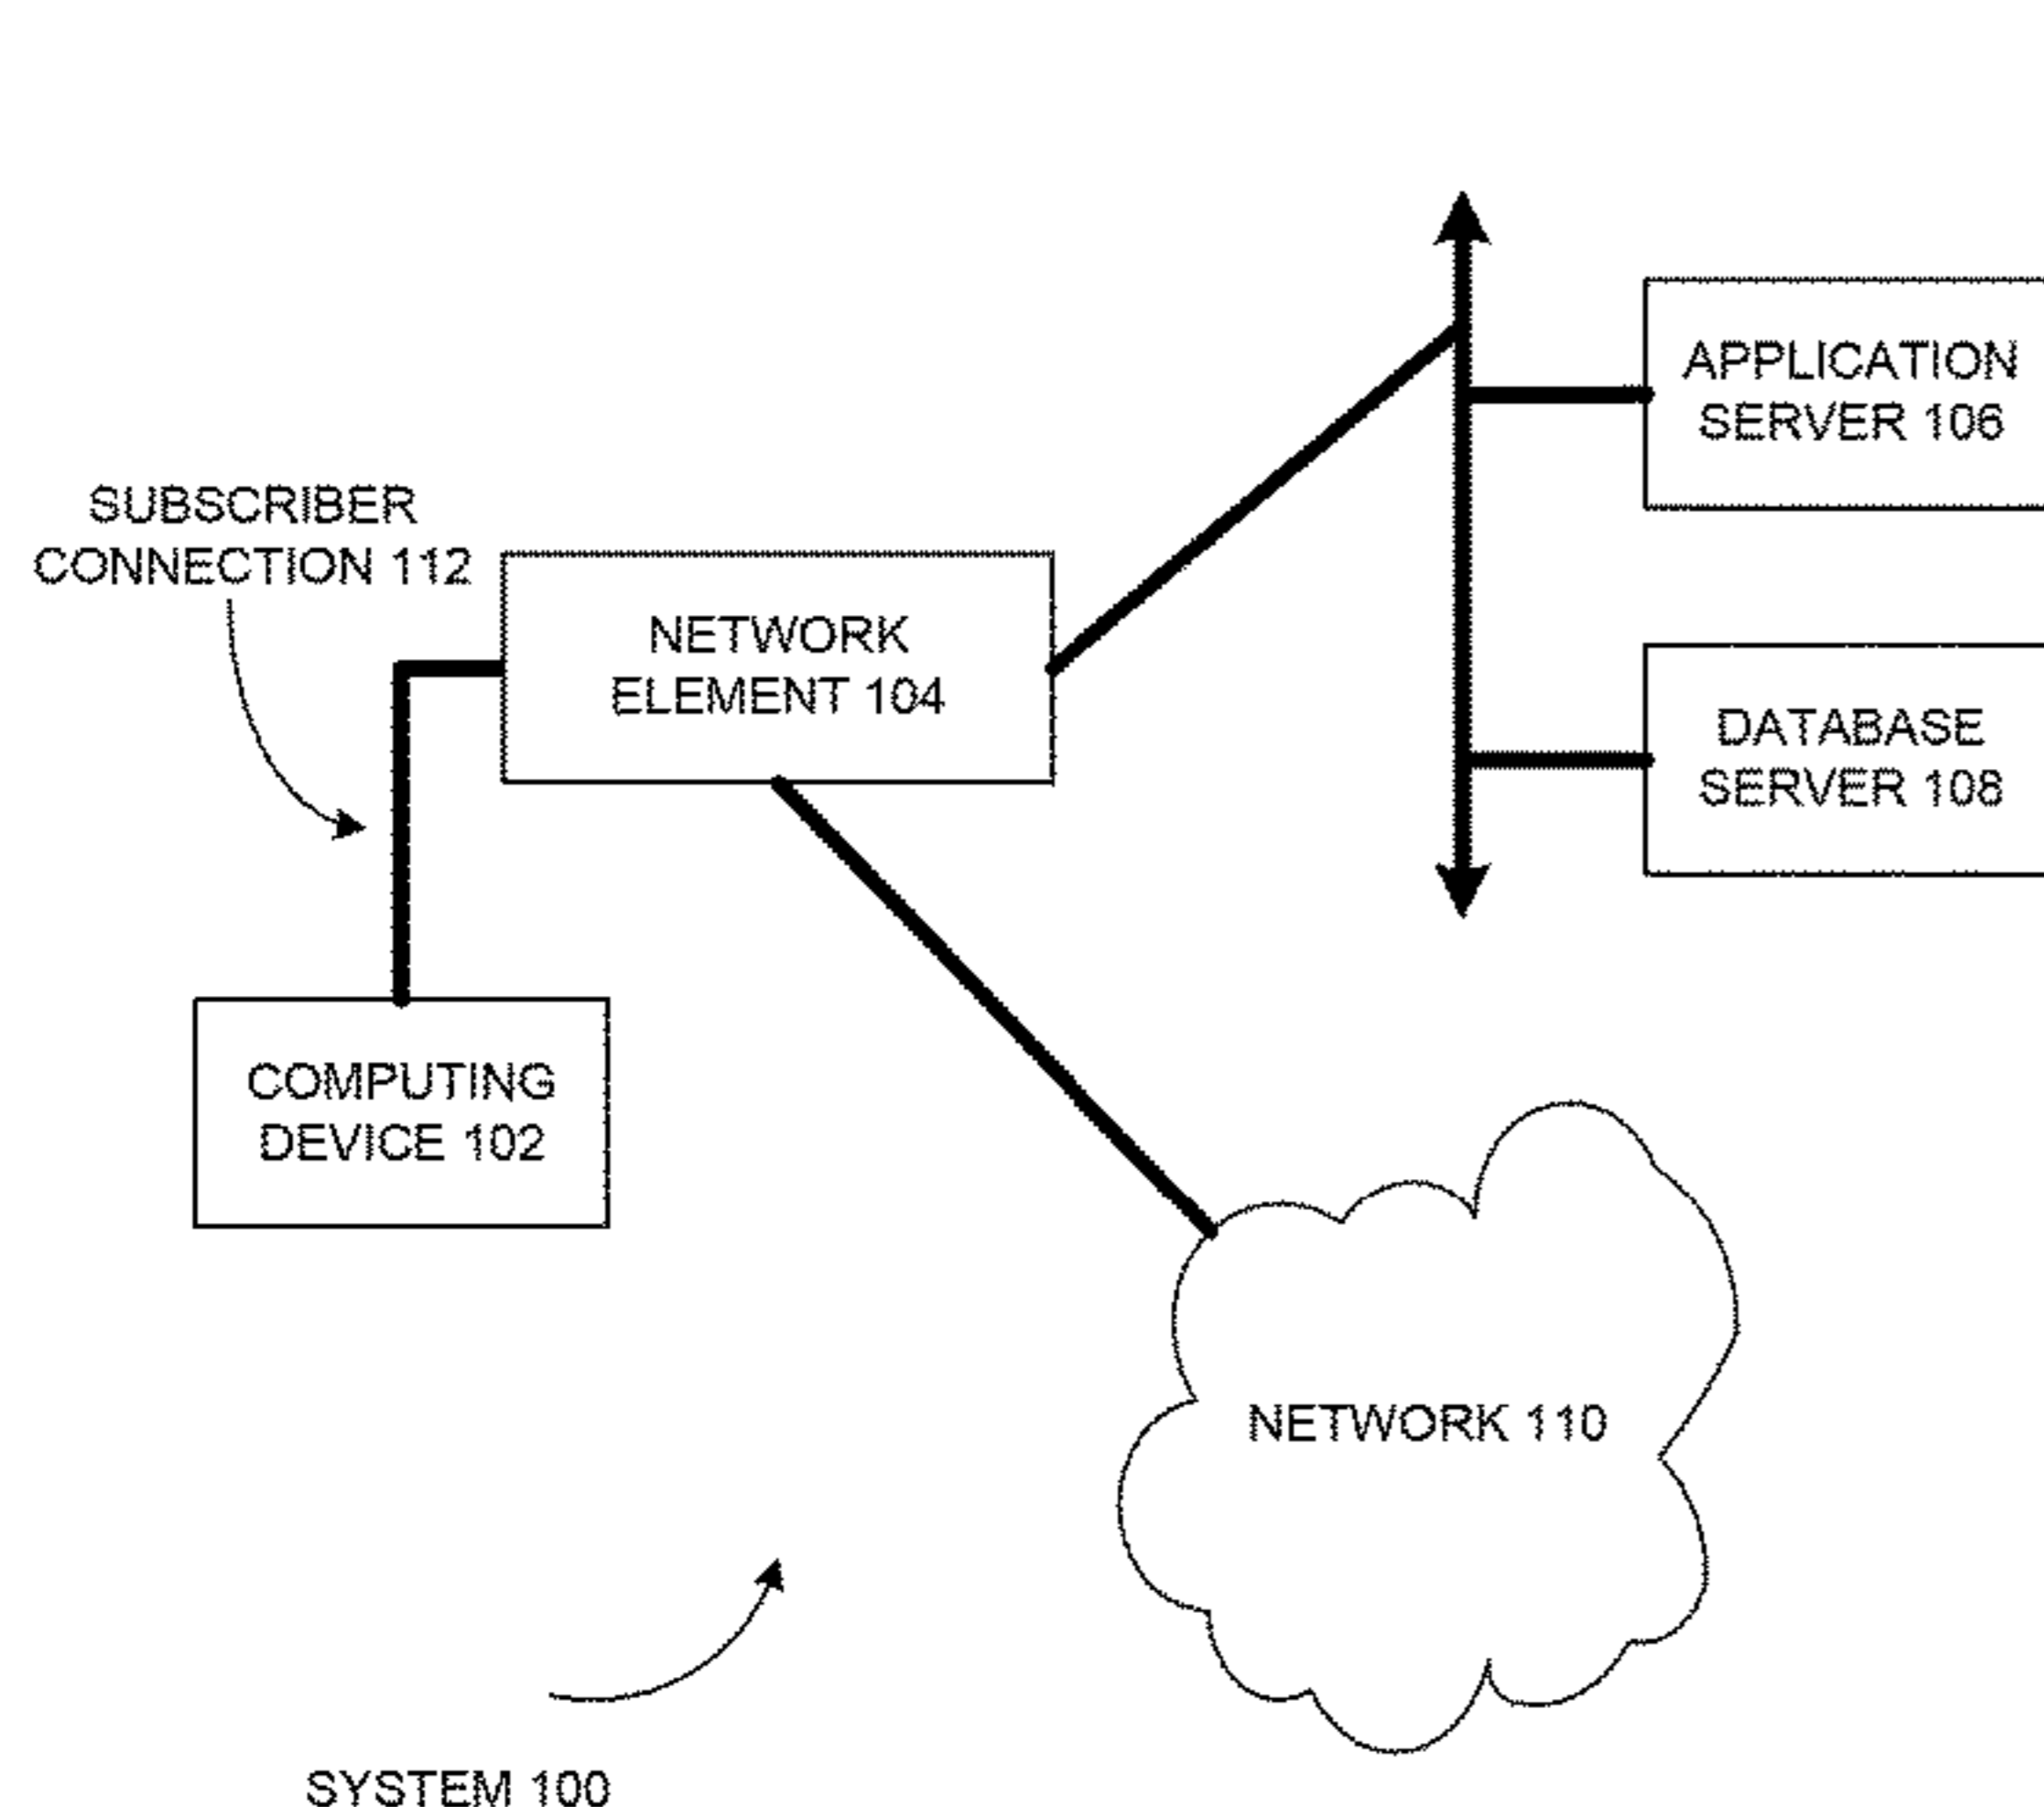 APPLICATION
SERVER 106
SUBSCRIBER
CONNECTION 112
NETWORK
ELEMENT 104
DATABASE
SERVER 108
COMPUTING
DEVICE 102
NETWORK 110
SYSTEM 100